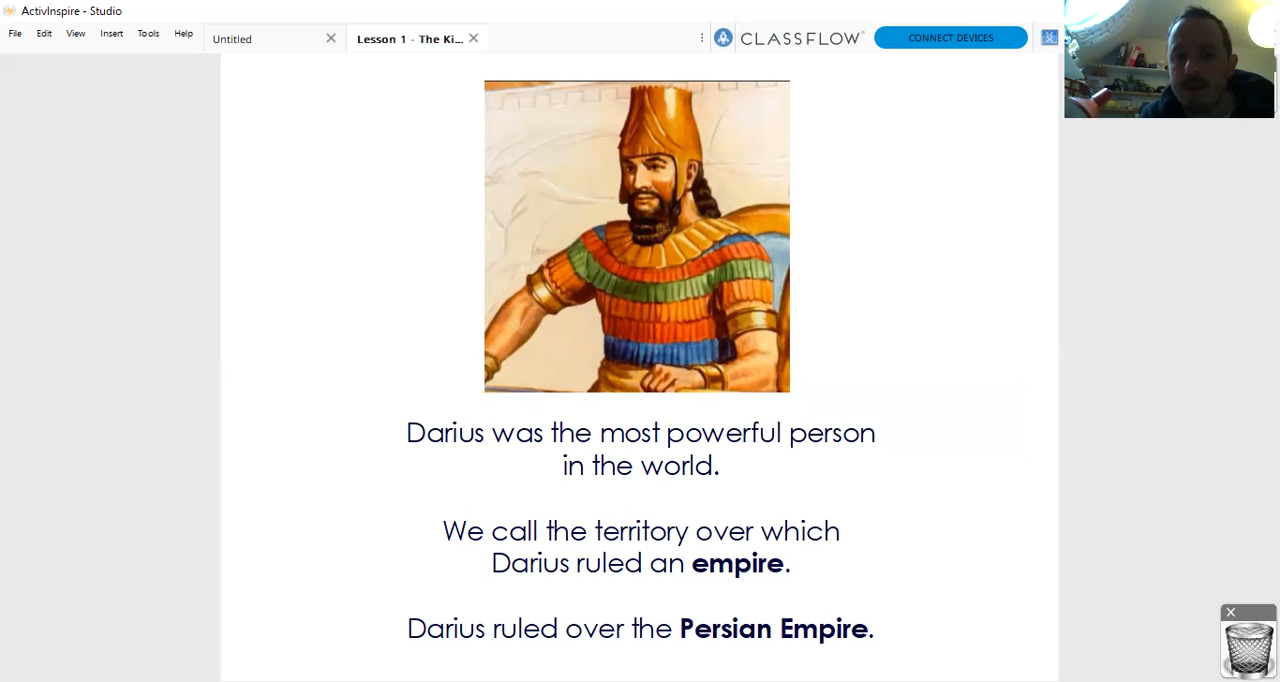 ActivInspire - Studio
File Edit View Insert Tools Help
Untitled
Lesson 1 - The Ki...
CLASSFLOW
CONNECT DEVICES
Darius was the most powerful person
in the world.
We call the territory over which
Darius ruled an empire.
Darius ruled over the Persian Empire.